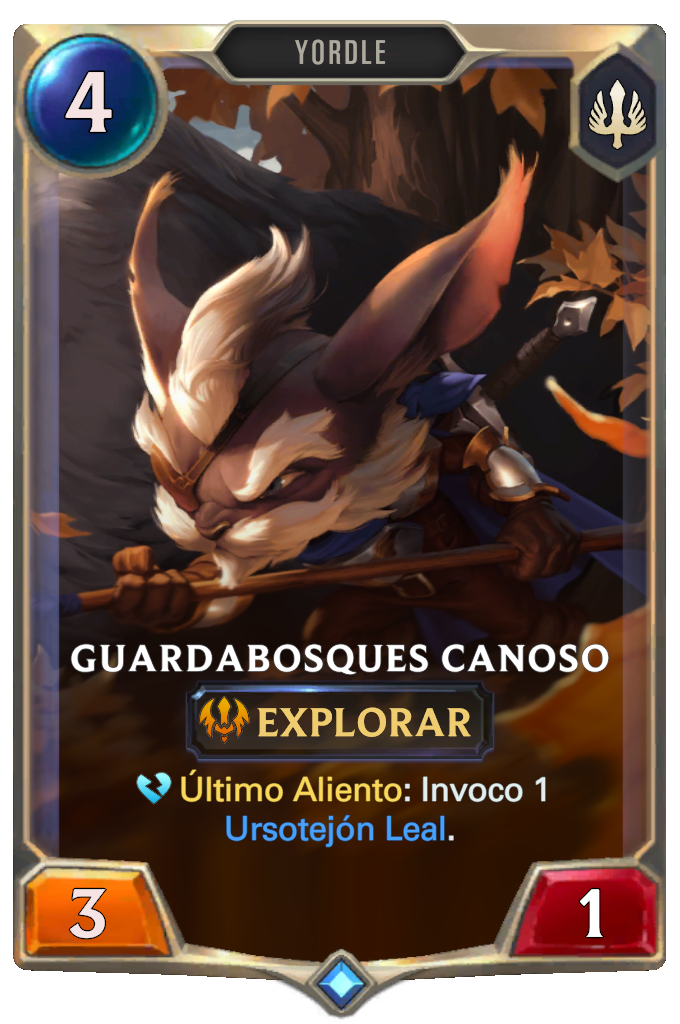 YORDLE
4
GUARDABOSQUES CANOSO
EXPLORAR
Último Aliento: Invoco 1
Ursotejón Leal.
3
1